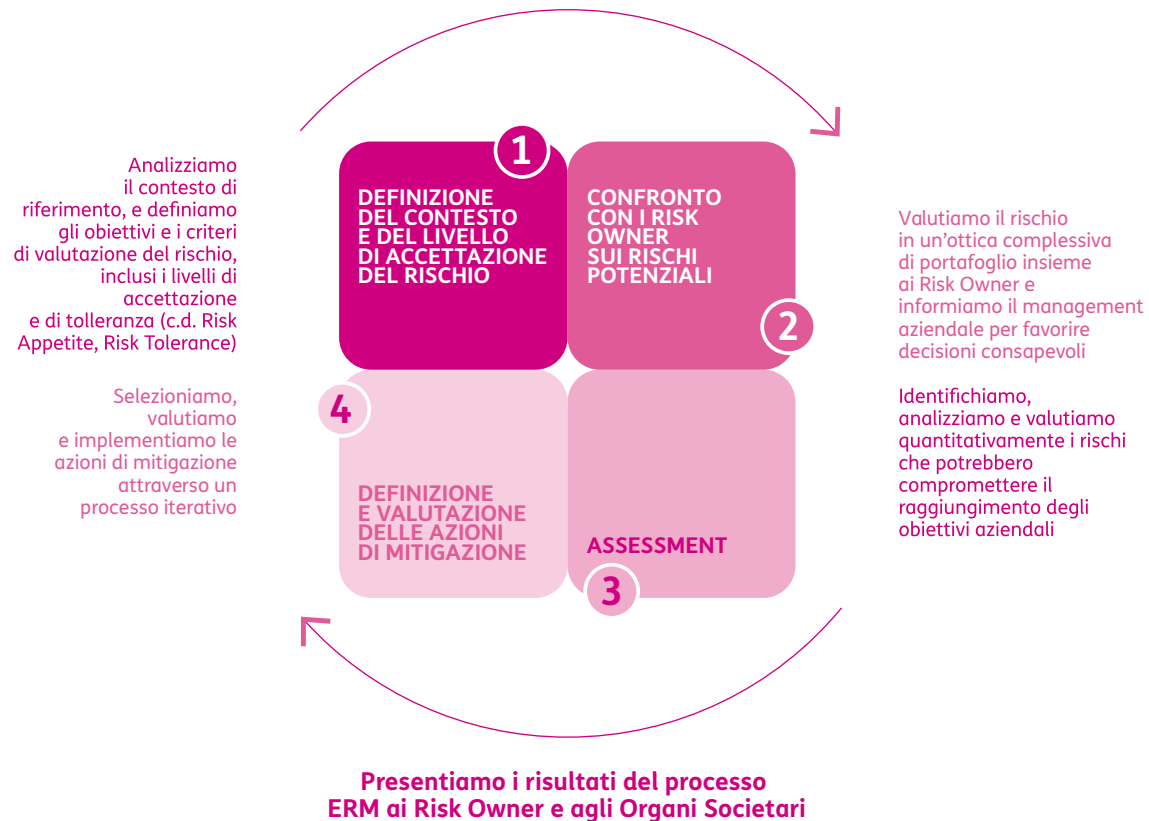 Analizziamo
il contesto di
riferimento, e definiamo
gli obiettivi e i criteri
di valutazione del rischio,
inclusi i livelli di
accettazione
e di tolleranza (c.d. Risk
Appetite, Risk Tolerance)
1
DEFINIZIONE
DEL CONTESTO
E DEL LIVELLO
DI ACCETTAZIONE
DEL RISCHIO
CONFRONTO
CON I RISK
OWNER
SUI RISCHI
POTENZIALI
2
Valutiamo il rischio
in un'ottica complessiva
di portafoglio insieme
ai Risk Owner e
informiamo il management
aziendale per favorire
decisioni consapevoli
Selezioniamo,
valutiamo
e implementiamo le
azioni di mitigazione
attraverso un
processo iterativo
4
DEFINIZIONE
E VALUTAZIONE
DELLE AZIONI
DI MITIGAZIONE
ASSESSMENT
3
Identifichiamo,
analizziamo e valutiamo
quantitativamente i rischi
che potrebbero
compromettere il
raggiungimento degli
obiettivi aziendali
Presentiamo i risultati del processo
ERM ai Risk Owner e agli Organi Societari